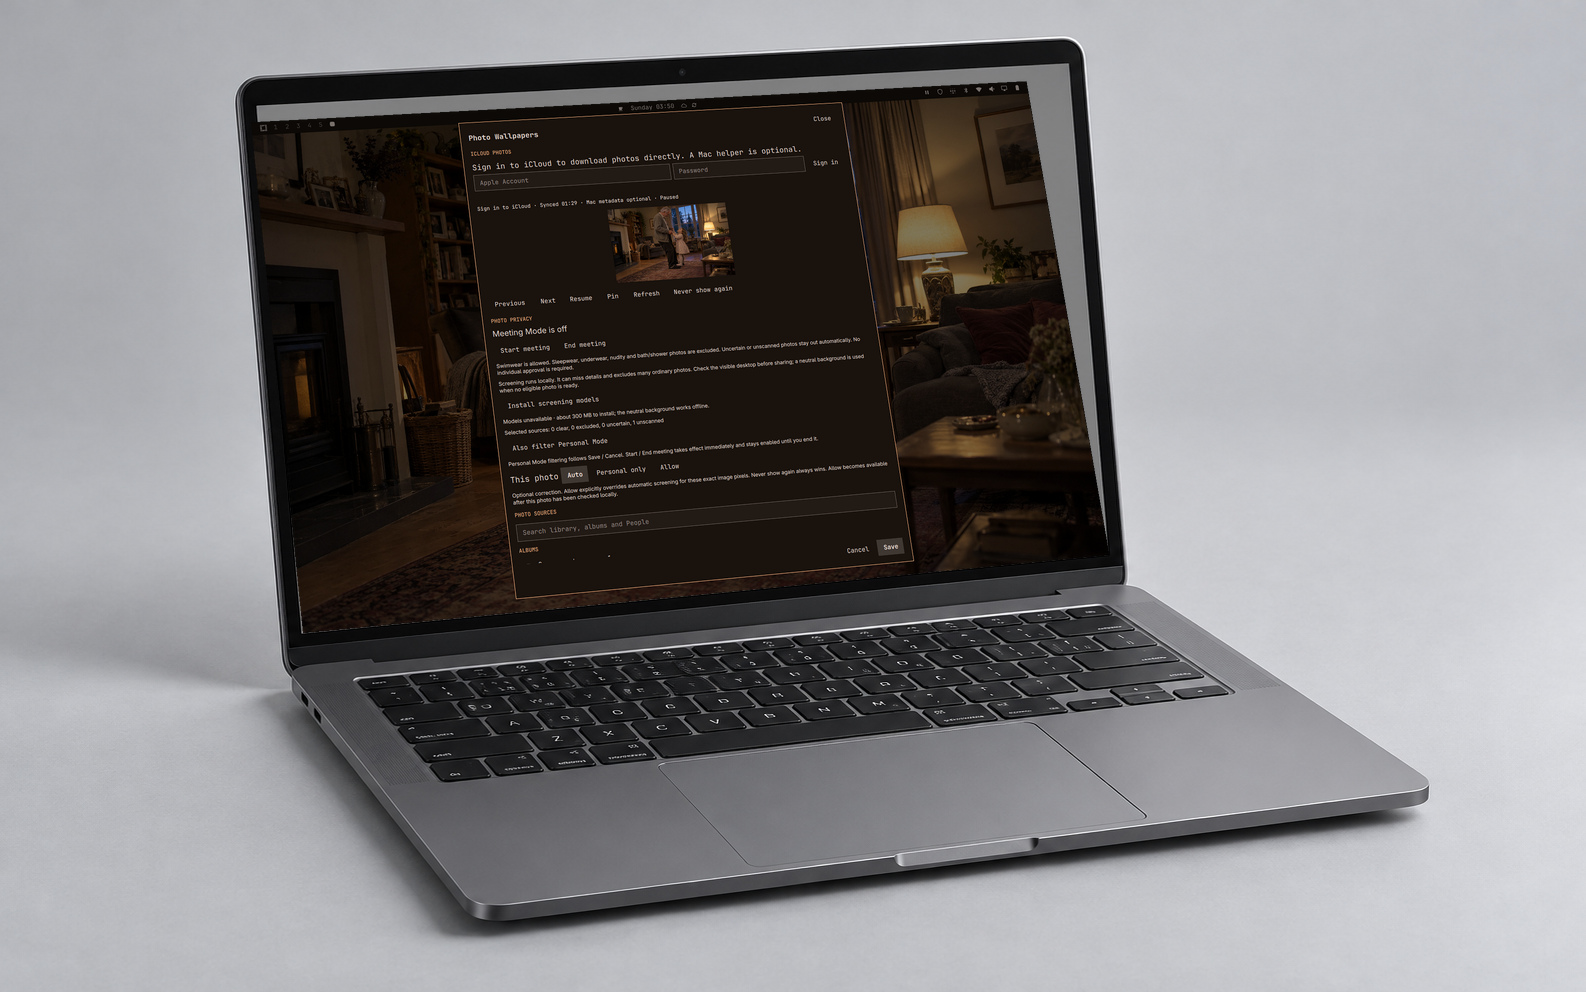 1 2 3 4 5
Sunday 03:50
Photo Wallpapers
Close
ICLOUD PHOTOS
Sign in to iCloud to download photos directly. A Mac helper is optional.
Apple Account
Password
Sign in
Sign in to iCloud · Synced 01:29 · Mac metadata optional · Paused
Previous Next Resume Pin Refresh Never show again
PHOTO PRIVACY
Meeting Mode is off
Start meeting End meeting
Swimwear is allowed. Sleepwear, underwear, nudity and bath/shower photos are excluded. Uncertain or unscanned photos stay out automatically. No
individual approval is required.
Screening runs locally. It can miss details and excludes many ordinary photos. Check the visible desktop before sharing; a neutral background is used
when no eligible photo is ready.
Install screening models
Models unavailable - about 300 MB to install; the neutral background works offline.
Selected sources: 0 clear, 0 excluded, 0 uncertain, 1 unscanned
Also filter Personal Mode
Personal Mode filtering follows Save / Cancel. Start / End meeting takes effect immediately and stays enabled until you end it.
This photo Auto Personal only Allow
Optional correction. Allow explicitly overrides automatic screening for these exact image pixels. Never show again always wins. Allow becomes available
after this photo has been checked locally.
PHOTO SOURCES
Search library, albums and People
ALBUMS
Cancel Save
A
Z X C V B N M